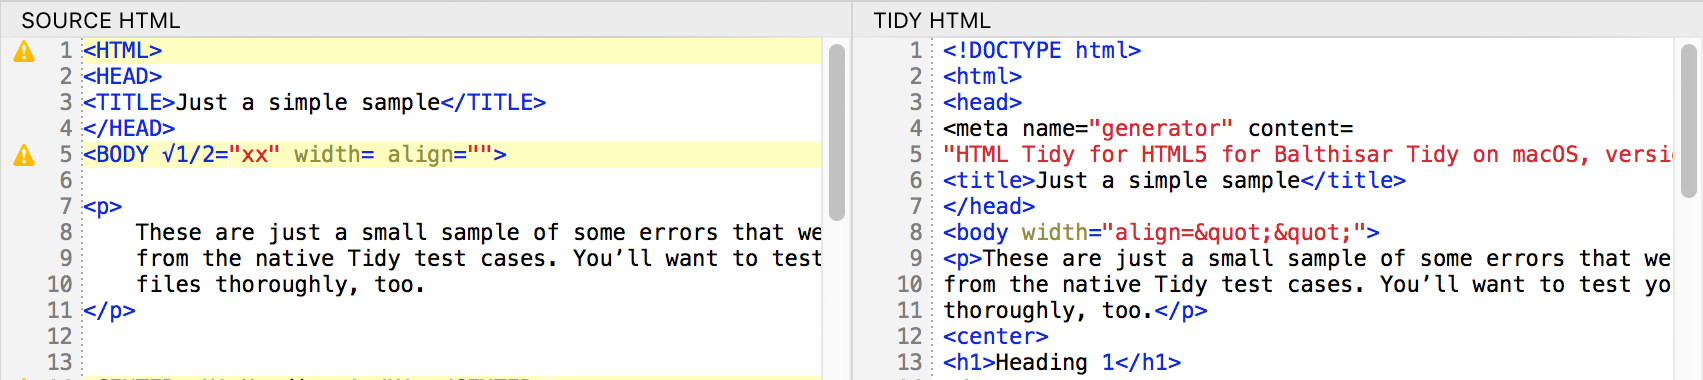 SOURCE HTML
1 <HTML>
2 <HEAD>
3 <TITLE>Just a simple sample</TITLE>
4 </HEAD>
5 <BODY √1/2="xx" width= align="">
6
7 <p>
8 These are just a small sample of some errors that we
9 from the native Tidy test cases. You’ll want to test
10 files thoroughly, too.
11 </p>
12
13
TIDY HTML
1 <!DOCTYPE html>
2 <html>
3 <head>
4 <meta name="generator" content=
5 "HTML Tidy for HTML5 for Balthisar Tidy on macOS, versi
6 <title>Just a simple sample</title>
7 </head>
8 <body width="align=&quot;&quot;">
9 <p>These are just a small sample of some errors that we
10 from the native Tidy test cases. You’ll want to test yo
11 thoroughly, too.</p>
12 <center>
13 <h1>Heading 1</h1>